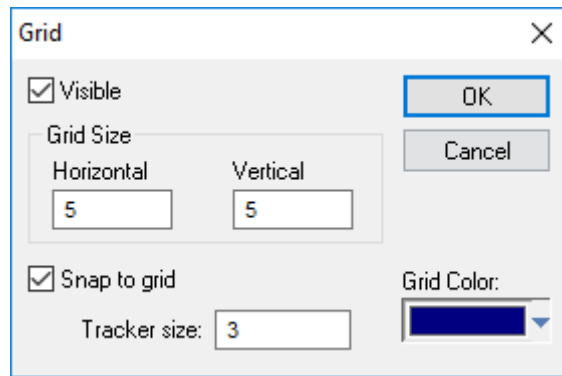 Grid
Visible
OK
Grid Size
Cancel
Horizontal Vertical
5 5
Snap to grid
Grid Color:
Tracker size: 3